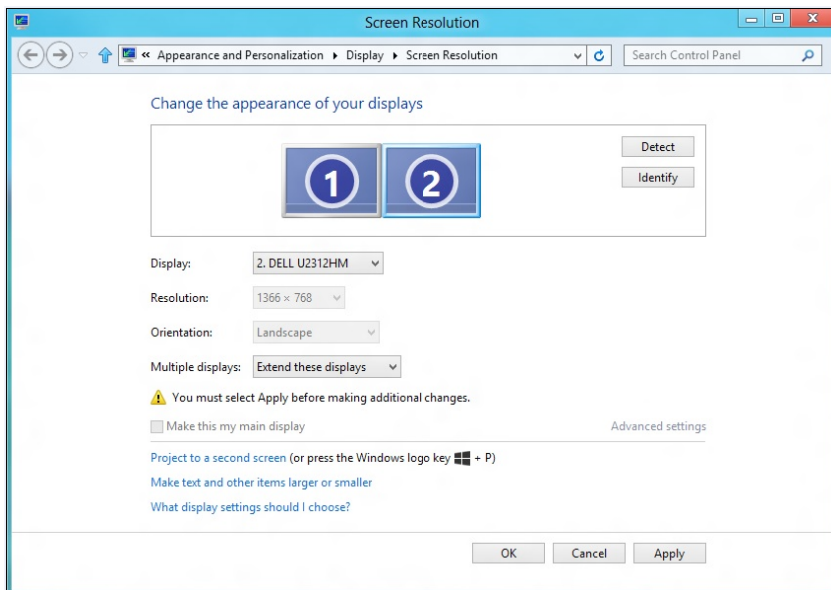 Screen Resolution
« Appearance and Personalization ▸ Display ▸ Screen Resolution
Search Control Panel
Change the appearance of your displays
1 2
Detect
Identify
Display: 2. DELL U2312HM
Resolution: 1366 × 768
Orientation: Landscape
Multiple displays: Extend these displays
You must select Apply before making additional changes.
Make this my main display Advanced settings
Project to a second screen (or press the Windows logo key + P)
Make text and other items larger or smaller
What display settings should I choose?
OK Cancel Apply